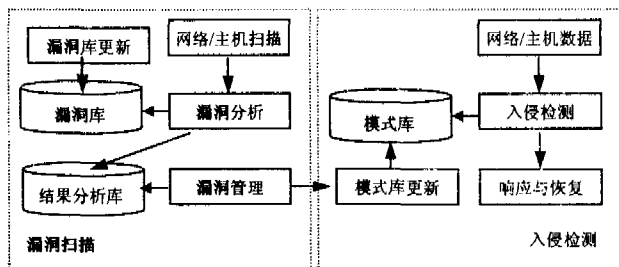 漏洞库更新
网络/主机扫描
漏洞库
漏洞分析
结果分析库
漏洞管理
漏洞扫描
网络/主机数据
模式库
入侵检测
模式库更新
响应与恢复
入侵检测